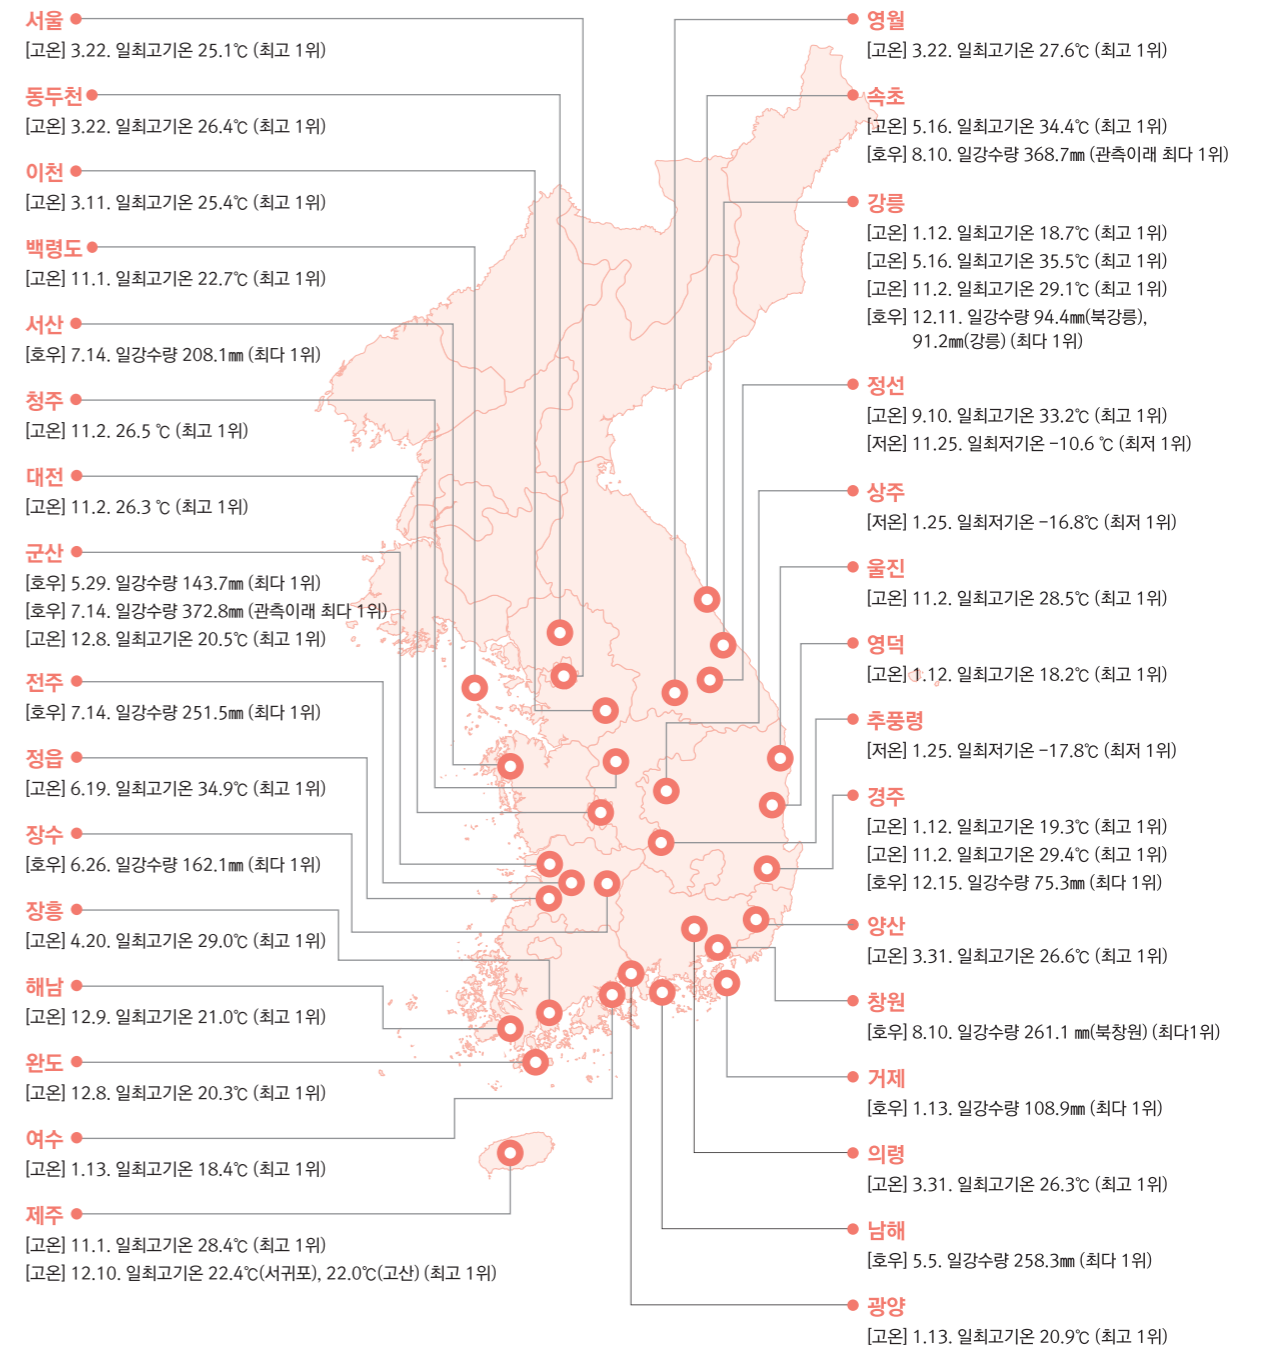 서울
[고온] 3.22. 일최고기온 25.1℃ (최고 1위)
동두천
[고온] 3.22. 일최고기온 26.4℃ (최고 1위)
이천
[고온] 3.11. 일최고기온 25.4℃ (최고 1위)
백령도
[고온] 11.1. 일최고기온 22.7℃ (최고 1위)
서산
[호우] 7.14. 일강수량 208.1㎜ (최다 1위)
청주
[고온] 11.2. 26.5 ℃ (최고 1위)
대전
[고온] 11.2. 26.3 ℃ (최고 1위)
군산
[호우] 5.29. 일강수량 143.7㎜ (최다 1위)
[호우] 7.14. 일강수량 372.8㎜ (관측이래 최다 1위)
[고온] 12.8. 일최고기온 20.5℃ (최고 1위)
전주
[호우] 7.14. 일강수량 251.5㎜ (최다 1위)
정읍
[고온] 6.19. 일최고기온 34.9℃ (최고 1위)
장수
[호우] 6.26. 일강수량 162.1㎜ (최다 1위)
장흥
[고온] 4.20. 일최고기온 29.0℃ (최고 1위)
해남
[고온] 12.9. 일최고기온 21.0℃ (최고 1위)
완도
[고온] 12.8. 일최고기온 20.3℃ (최고 1위)
여수
[고온] 1.13. 일최고기온 18.4℃ (최고 1위)
제주
[고온] 11.1. 일최고기온 28.4℃ (최고 1위)
[고온] 12.10. 일최고기온 22.4℃(서귀포), 22.0℃(고산) (최고 1위)
영월
[고온] 3.22. 일최고기온 27.6℃ (최고 1위)
속초
[고온] 5.16. 일최고기온 34.4℃ (최고 1위)
[호우] 8.10. 일강수량 368.7㎜ (관측이래 최다 1위)
강릉
[고온] 1.12. 일최고기온 18.7℃ (최고 1위)
[고온] 5.16. 일최고기온 35.5℃ (최고 1위)
[고온] 11.2. 일최고기온 29.1℃ (최고 1위)
[호우] 12.11. 일강수량 94.4㎜(북강릉),
91.2㎜(강릉) (최다 1위)
정선
[고온] 9.10. 일최고기온 33.2℃ (최고 1위)
[저온] 11.25. 일최저기온 -10.6 ℃ (최저 1위)
상주
[저온] 1.25. 일최저기온 -16.8℃ (최저 1위)
울진
[고온] 11.2. 일최고기온 28.5℃ (최고 1위)
영덕
[고온] 1.12. 일최고기온 18.2℃ (최고 1위)
추풍령
[저온] 1.25. 일최저기온 -17.8℃ (최저 1위)
경주
[고온] 1.12. 일최고기온 19.3℃ (최고 1위)
[고온] 11.2. 일최고기온 29.4℃ (최고 1위)
[호우] 12.15. 일강수량 75.3㎜ (최다 1위)
양산
[고온] 3.31. 일최고기온 26.6℃ (최고 1위)
창원
[호우] 8.10. 일강수량 261.1 ㎜(북창원) (최다1위)
거제
[호우] 1.13. 일강수량 108.9㎜ (최다 1위)
의령
[고온] 3.31. 일최고기온 26.3℃ (최고 1위)
남해
[호우] 5.5. 일강수량 258.3㎜ (최다 1위)
광양
[고온] 1.13. 일최고기온 20.9℃ (최고 1위)